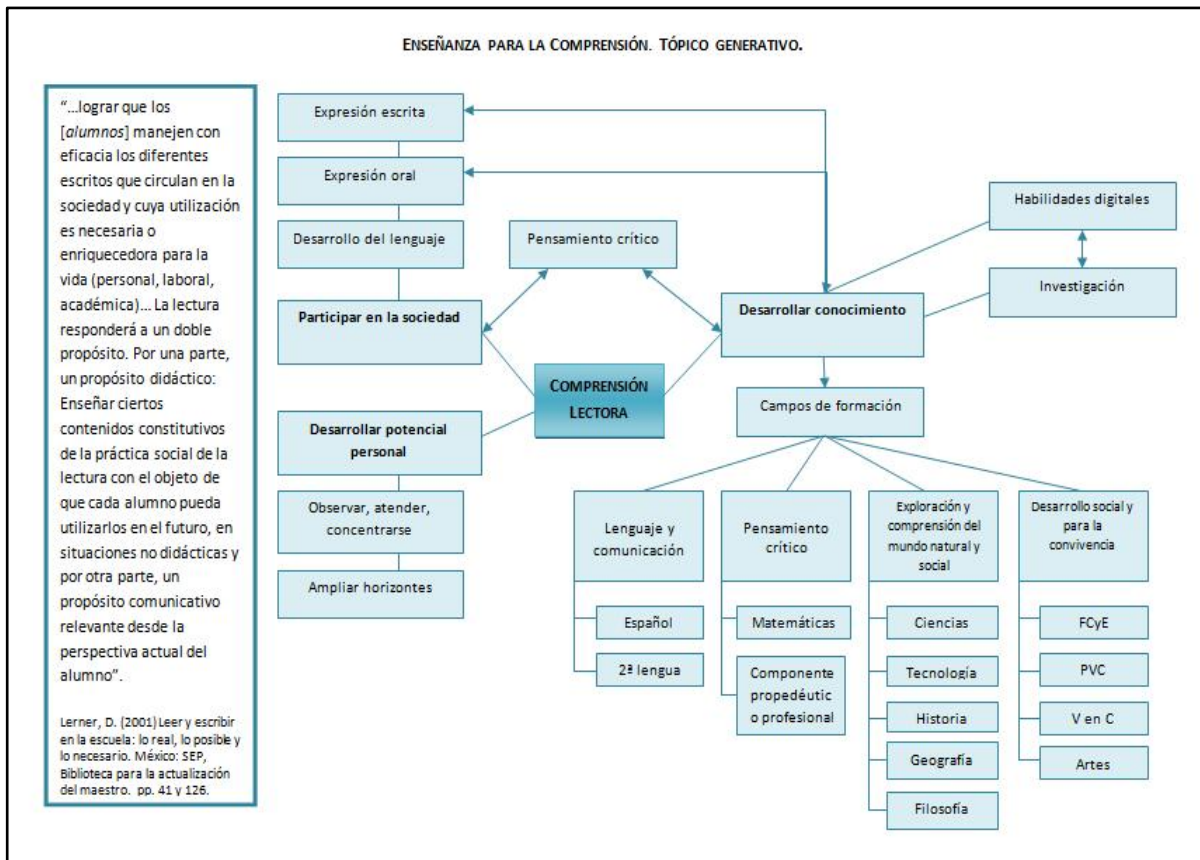 ENSEÑANZA PARA LA COMPRENSIÓN. TÓPICO GENERATIVO.
“…lograr que los
[alumnos] manejen con
eficacia los diferentes
escritos que circulan en la
sociedad y cuya utilización
es necesaria o
enriquecedora para la
vida (personal, laboral,
académica)… La lectura
responderá a un doble
propósito. Por una parte,
un propósito didáctico:
Enseñar ciertos
contenidos constitutivos
de la práctica social de la
lectura con el objeto de
que cada alumno pueda
utilizarlos en el futuro, en
situaciones no didácticas y
por otra parte, un
propósito comunicativo
relevante desde la
perspectiva actual del
alumno”.
Lerner, D. (2001) Leer y escribir
en la escuela: lo real, lo posible y
lo necesario. México: SEP,
Biblioteca para la actualización
del maestro. pp. 41 y 126.
Expresión escrita
Expresión oral
Desarrollo del lenguaje
Participar en la sociedad
Pensamiento crítico
Desarrollar conocimiento
Habilidades digitales
Investigación
COMPRENSIÓN
LECTORA
Desarrollar potencial
personal
Observar, atender,
concentrarse
Ampliar horizontes
Campos de formación
Lenguaje y
comunicación
Español
2ª lengua
Pensamiento
crítico
Matemáticas
Componente
propedéutic
o profesional
Exploración y
comprensión del
mundo natural y
social
Ciencias
Tecnología
Historia
Geografía
Filosofía
Desarrollo social y
para la
convivencia
FCyE
PVC
V en C
Artes